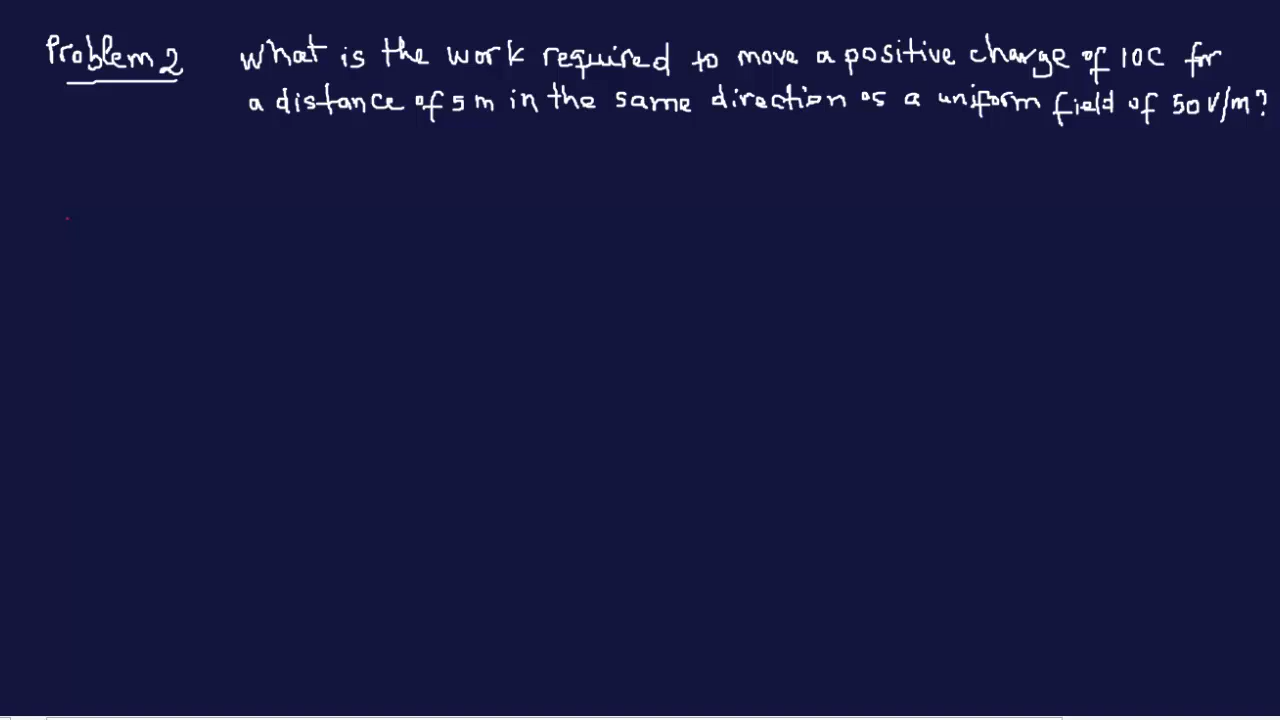 Problem 2 What is the work required to move a positive charge of 10C for
a distance of 5 m in the same direction as a uniform field of 50 V/m?